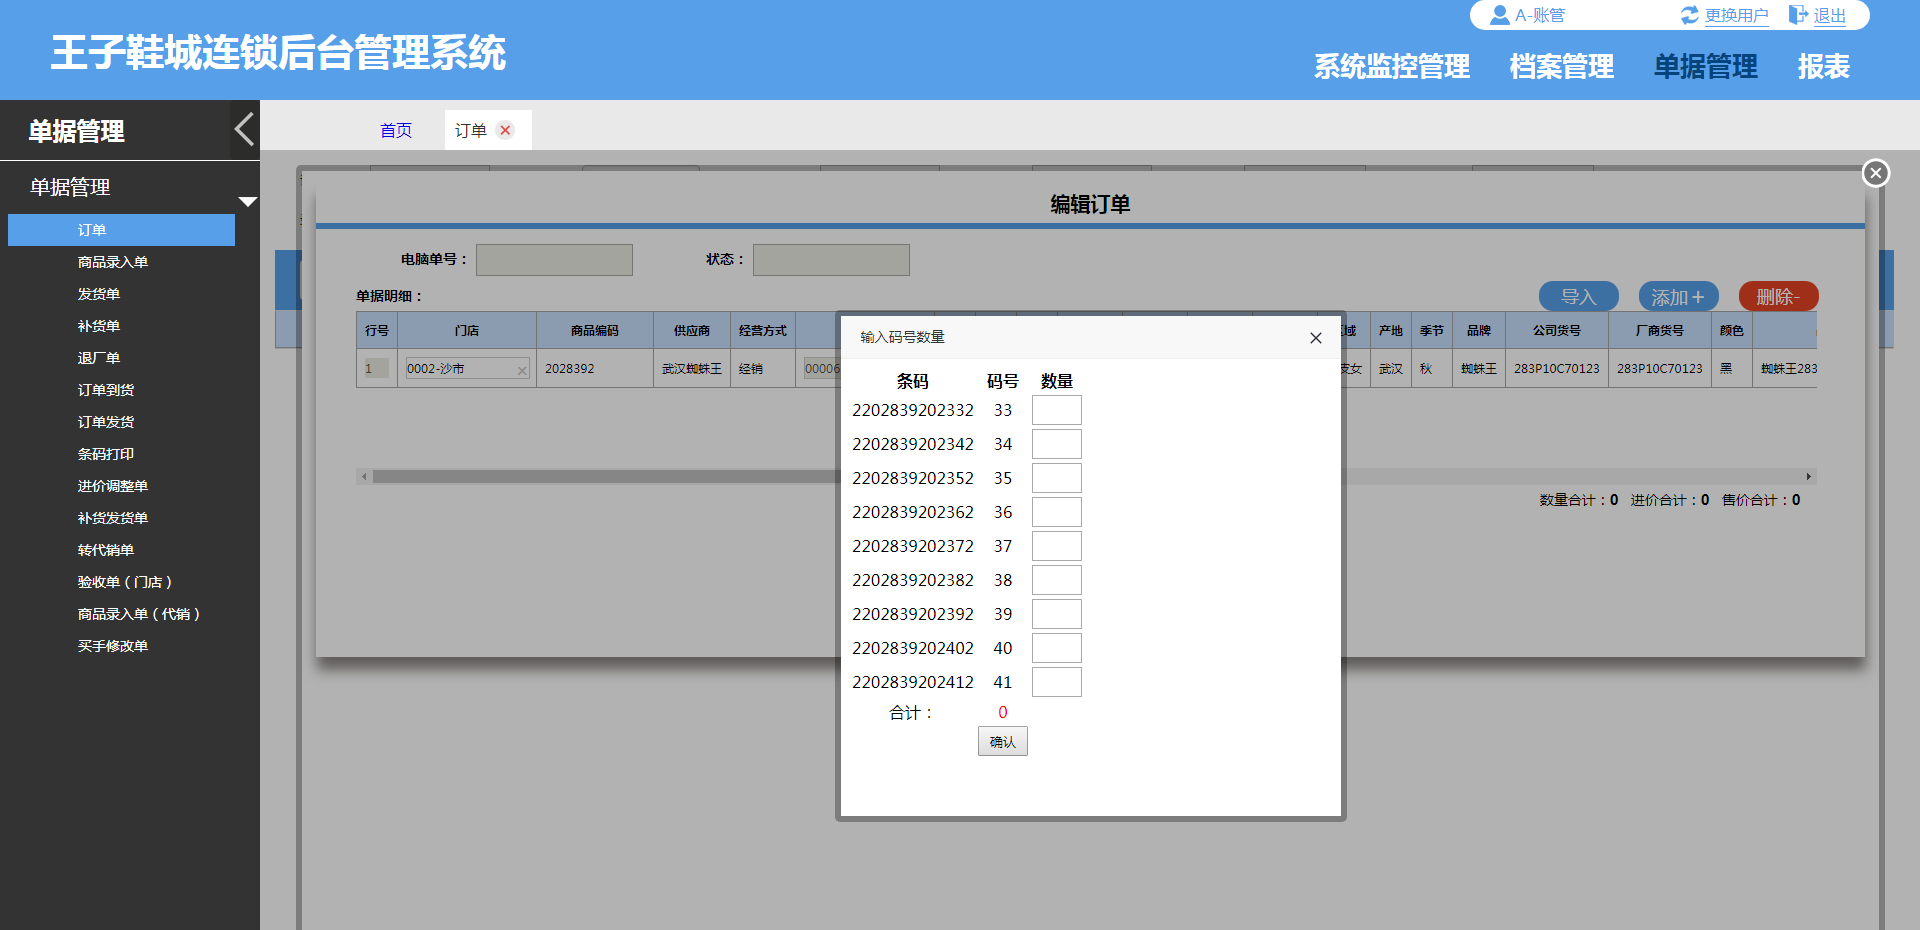 A-账管 更换用户 退出
王子鞋城连锁后台管理系统
系统监控管理 档案管理 单据管理 报表
单据管理
首页 订单
单据管理
订单
商品录入单
发货单
补货单
退厂单
订单到货
订单发货
条码打印
进价调整单
补货发货单
转代销单
验收单（门店）
商品录入单（代销）
买手修改单
编辑订单
电脑单号： 状态：
单据明细： 导入 添加+ 删除-
行号 门店 商品编码 供应商 经营方式 域 产地 季节 品牌 公司货号 厂商货号 颜色
1 0002-沙市 2028392 武汉蜘蛛王 经销 00006 女 武汉 秋 蜘蛛王 283P10C70123 283P10C70123 黑 蜘蛛王283
数量合计：0 进价合计：0 售价合计：0
输入码号数量
条码 码号 数量
2202839202332 33
2202839202342 34
2202839202352 35
2202839202362 36
2202839202372 37
2202839202382 38
2202839202392 39
2202839202402 40
2202839202412 41
合计： 0
确认